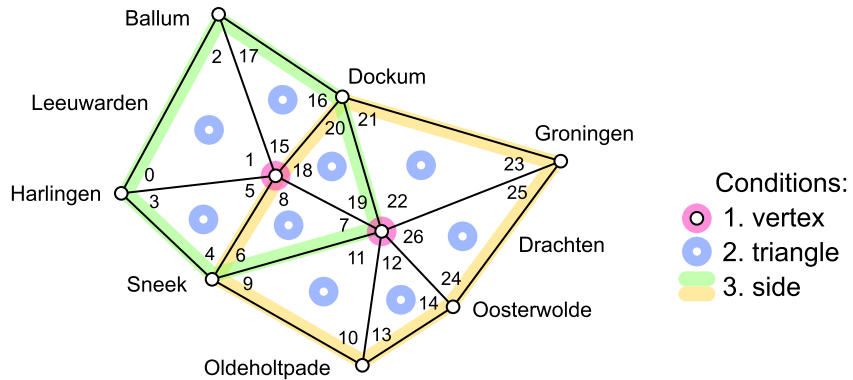 Ballum
2
17
Dockum
Leeuwarden
16
20
21
Groningen
15
1
18
23
0
25
Harlingen
3
5
8
19
22
Conditions:
1. vertex
2. triangle
3. side
7
26
Drachten
4
6
11
12
Sneek
9
24
14
Oosterwolde
10
13
Oldeholtpade